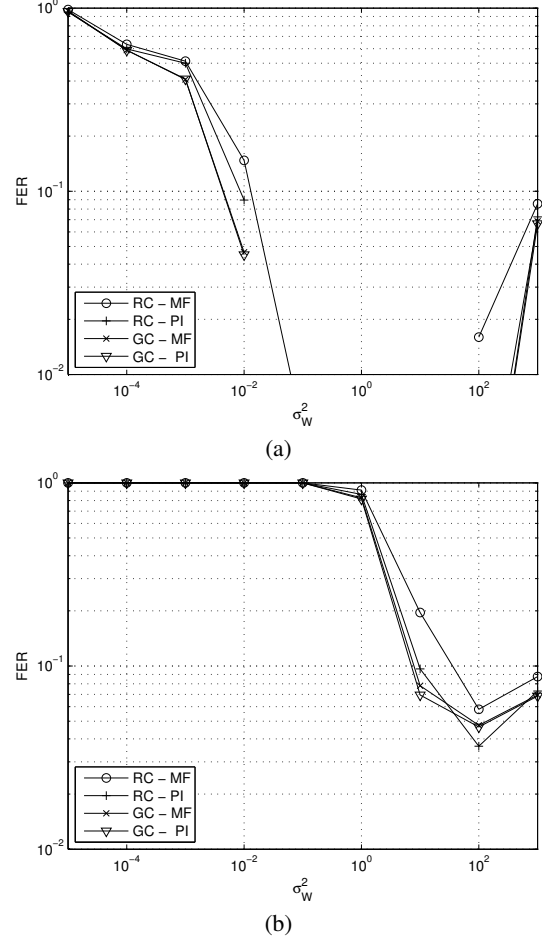 10^0
10^-1
10^-2
FER
RC − MF
RC − PI
GC − MF
GC − PI
10^-4
10^-2
10^0
10^2
σ_W^2
(a)
10^0
10^-1
10^-2
FER
RC − MF
RC − PI
GC − MF
GC − PI
10^-4
10^-2
10^0
10^2
σ_W^2
(b)